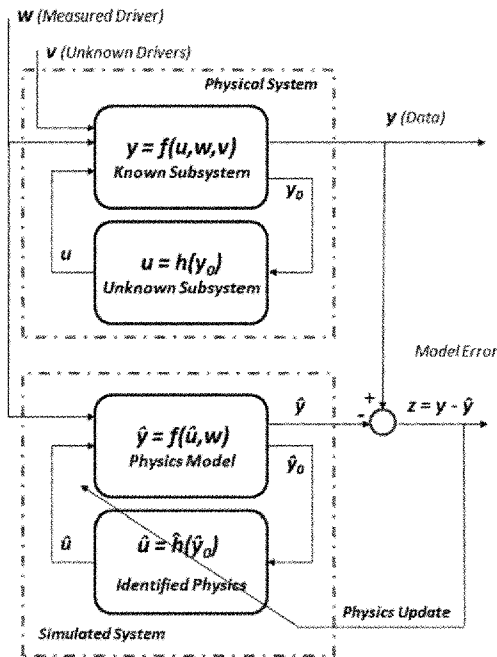 w (Measured Driver)
v (Unknown Drivers)
Physical System
y (Data)
y = f(u,w,v)
Known Subsystem
y0
u
u = h(y0)
Unknown Subsystem
Model Error
ŷ
+
-
z = y - ŷ
ŷ = f(û,w)
Physics Model
ŷ0
û
û = ĥ(ŷ0)
Identified Physics
Physics Update
Simulated System